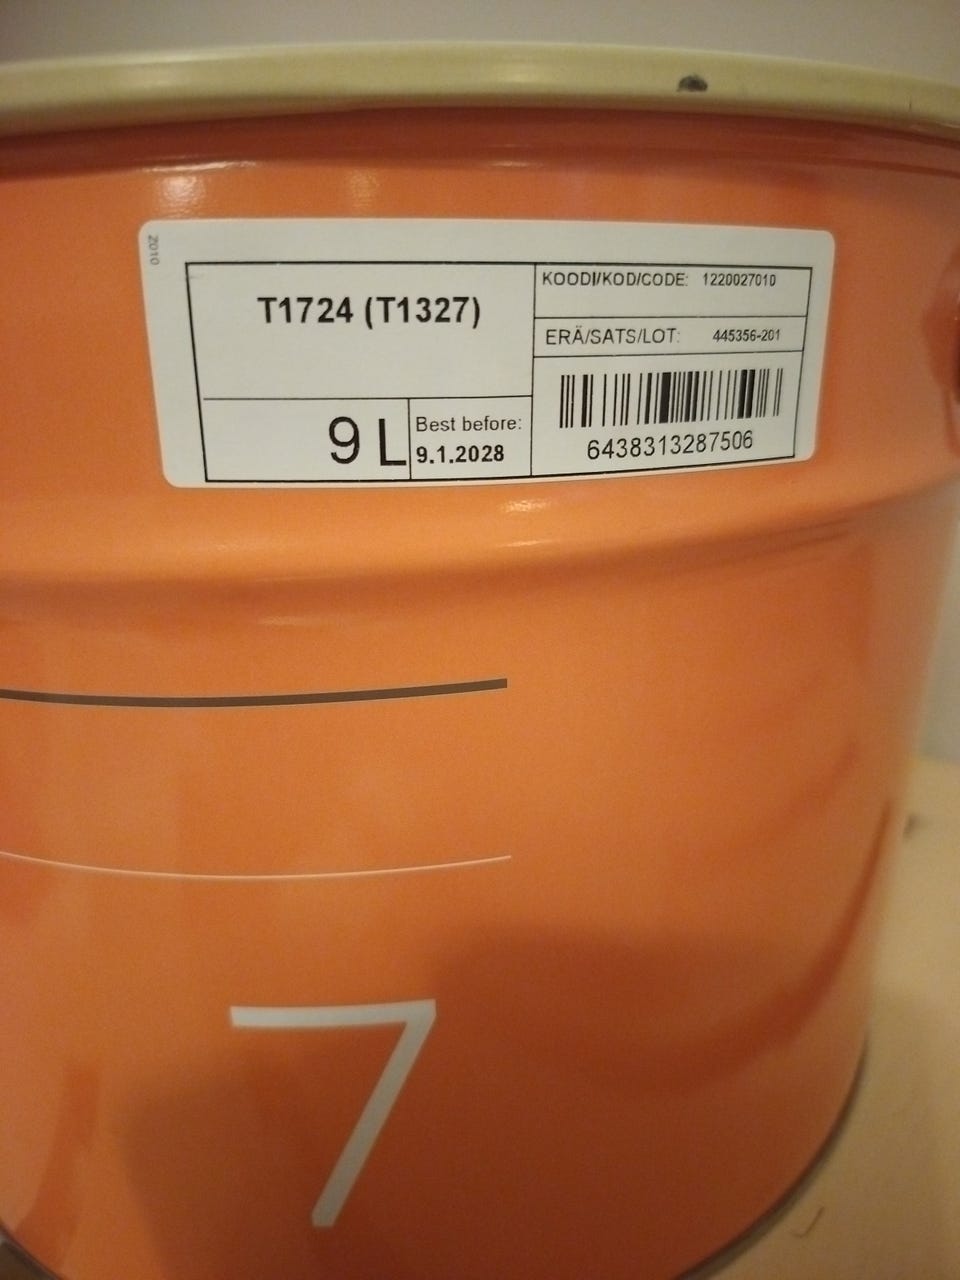 2010
T1724 (T1327)
9 L
Best before:
9.1.2028
KOODI/KOD/CODE: 1220027010
ERÄ/SATS/LOT: 445356-201
6438313287506
7